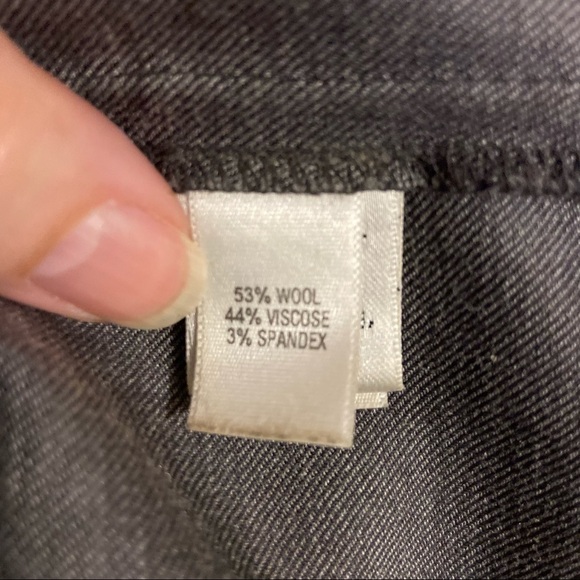 53% WOOL
44% VISCOSE
3% SPANDEX